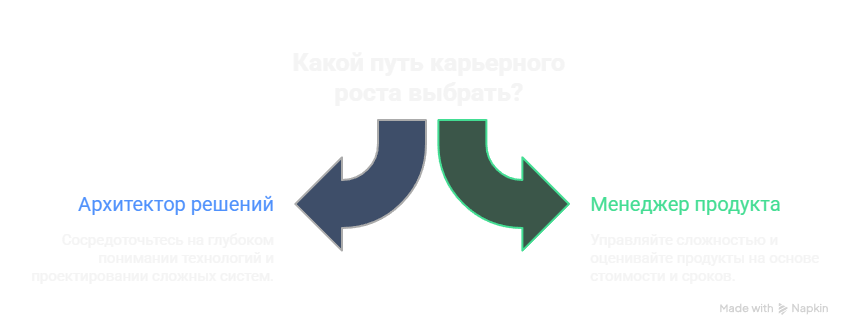 Какой путь карьерного
роста выбрать?
Архитектор решений
Сосредоточьтесь на глубоком
понимании технологий и
проектировании сложных систем.
Менеджер продукта
Управляйте сложностью и
оценивайте продукты на основе
стоимости и сроков.
Made with Napkin